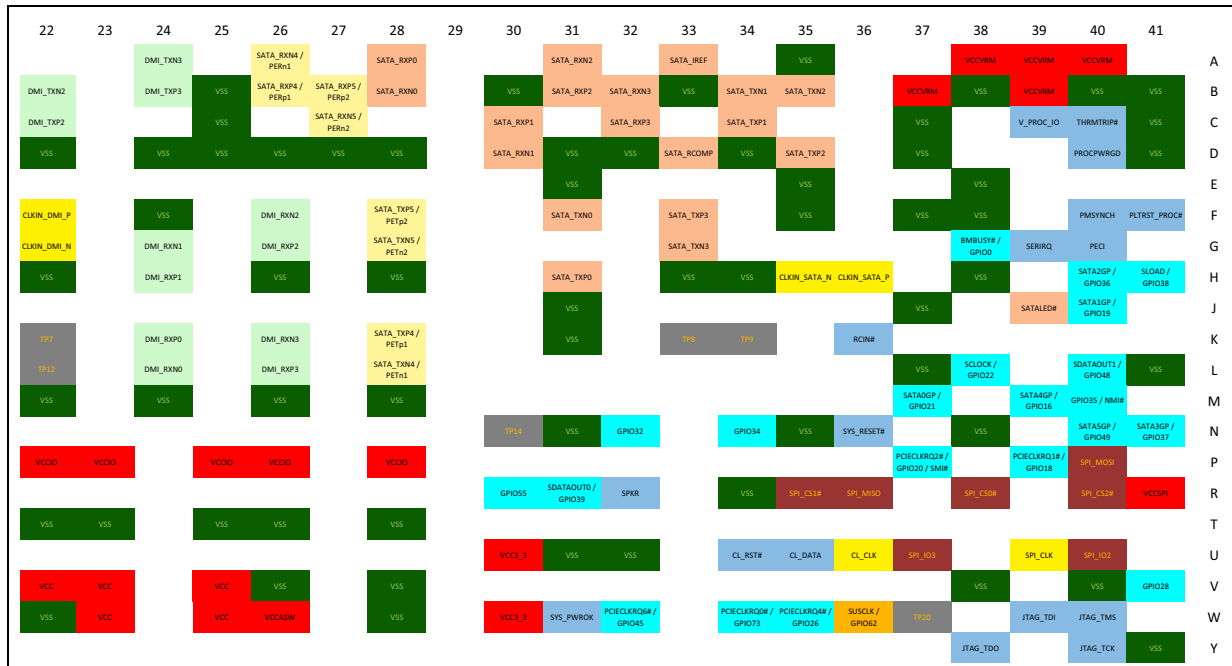 22 23 24 25 26 27 28 29 30 31 32 33 34 35 36 37 38 39 40 41
DMI_TXN3 SATA_RXN4 / PERn1 SATA_RXP0 SATA_RXN2 SATA_IREF VSS VCCVRM VCCVRM VCCVRM A
DMI_TXN2 DMI_TXP3 VSS SATA_RXP4 / PERp1 SATA_RXP5 / PERp2 SATA_RXN0 VSS SATA_RXP2 SATA_RXN3 VSS SATA_TXN1 SATA_TXN2 VCCVRM VSS VCCVRM VSS VSS B
DMI_TXP2 VSS SATA_RXN5 / PERn2 SATA_RXP1 SATA_RXP3 SATA_TXP1 V_PROC_IO THRMTRIP# VSS C
VSS VSS VSS VSS VSS VSS SATA_RXN1 VSS VSS SATA_RCOMP VSS SATA_TXP2 VSS PROCPWRGD VSS D
VSS VSS VSS E
CLKIN_DMI_P VSS DMI_RXN2 SATA_TXP5 / PETp2 SATA_TXN0 SATA_TXP3 VSS VSS VSS PMSYNCH PLTRST_PROC# F
CLKIN_DMI_N DMI_RXN1 DMI_RXP2 SATA_TXN5 / PETn2 SATA_TXN3 BMBUSY# / GPIO0 SERIRQ PECI G
VSS DMI_RXP1 VSS VSS SATA_TXP0 VSS VSS CLKIN_SATA_N CLKIN_SATA_P VSS SATA2GP / GPIO36 SLOAD / GPIO38 H
VSS VSS SATALED# SATA1GP / GPIO19 J
TP7 DMI_RXP0 DMI_RXN3 SATA_TXP4 / PETp1 VSS TP8 TP9 RCIN# K
TP12 DMI_RXN0 DMI_RXP3 SATA_TXN4 / PETn1 VSS SCLOCK / GPIO22 SDATAOUT1 / GPIO48 VSS L
VSS VSS VSS VSS SATA0GP / GPIO21 SATA4GP / GPIO16 GPIO35 / NMI# M
TP14 VSS GPIO32 GPIO34 VSS SYS_RESET# VSS SATA5GP / GPIO49 SATA3GP / GPIO37 N
VCCIO VCCIO VCCIO VCCIO VCCIO PCIECLKRQ2# / GPIO20 / SMI# PCIECLKRQ1# / GPIO18 SPI_MOSI P
GPIO55 SDATAOUT0 / GPIO39 SPKR VSS SPI_CS1# SPI_MISO SPI_CS0# SPI_CS2# VCCSPI R
VSS VSS VSS VSS VSS T
VCC3_3 VSS VSS CL_RST# CL_DATA CL_CLK SPI_IO3 SPI_CLK SPI_IO2 U
VCC VCC VCC VSS VSS VSS VSS GPIO28 V
VSS VCC VCC VCCASW VSS VCC3_3 SYS_PWROK PCIECLKRQ6# / GPIO45 PCIECLKRQ0# / GPIO73 PCIECLKRQ4# / GPIO26 SUSCLK / GPIO62 TP20 JTAG_TDI JTAG_TMS W
JTAG_TDO JTAG_TCK VSS Y